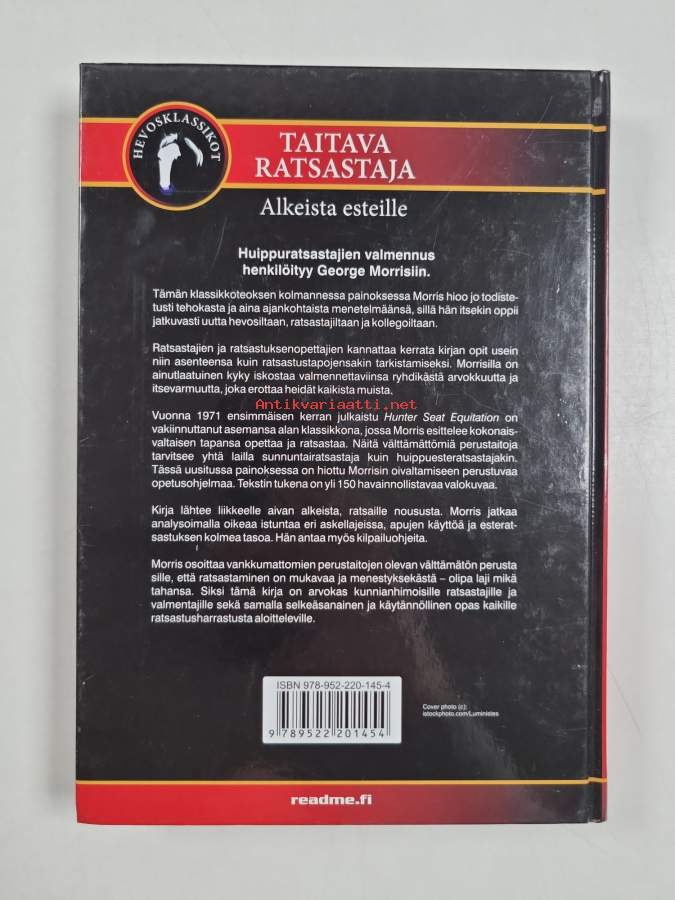 HEVOSKLASSIKOT
TAITAVA
RATSASTAJA
Alkeista esteille
Huippuratsastajien valmennus
henkilöityy George Morrisiin.
Tämän klassikkoteoksen kolmannessa painoksessa Morris hioo jo todiste-
tusti tehokasta ja aina ajankohtaista menetelmäänsä, sillä hän itsekin oppii
jatkuvasti uutta hevosiltaan, ratsastajiltaan ja kollegoiltaan.
Ratsastajien ja ratsastuksenopettajien kannattaa kerrata kirjan opit usein
niin asenteensa kuin ratsastustapojensakin tarkistamiseksi. Morrisilla on
ainutlaatuinen kyky iskostaa valmennettaviinsa ryhdikästä arvokkuutta ja
itsevarmuutta, joka erottaa heidät kaikista muista.
Antikvariaatti.net
Vuonna 1971 ensimmäisen kerran julkaistu Hunter Seat Equitation on
vakiinnuttanut asemansa alan klassikkona, jossa Morris esittelee kokonais-
valtaisen tapansa opettaa ja ratsastaa. Näitä välttämättömiä perustaitoja
tarvitsee yhtä lailla sunnuntairatsastaja kuin huippuesteratsastajakin.
Tässä uusitussa painoksessa on hiottu Morrisin oivaltamiseen perustuvaa
opetusohjelmaa. Tekstin tukena on yli 150 havainnollistavaa valokuvaa.
Kirja lähtee liikkeelle aivan alkeista, ratsaille noususta. Morris jatkaa
analysoimalla oikeaa istuntaa eri askellajeissa, apujen käyttöä ja esterat-
sastuksen kolmea tasoa. Hän antaa myös kilpailuohjeita.
Morris osoittaa vankkumattomien perustaitojen olevan välttämätön perusta
sille, että ratsastaminen on mukavaa ja menestyksekästä – olipa laji mikä
tahansa. Siksi tämä kirja on arvokas kunnianhimoisille ratsastajille ja
valmentajille sekä samalla selkeäsanainen ja käytännöllinen opas kaikille
ratsastusharrastusta aloitteleville.
ISBN 978-952-220-145-4
9 789522 201454
Cover photo (c):
istockphoto.com/Luministes
readme.fi